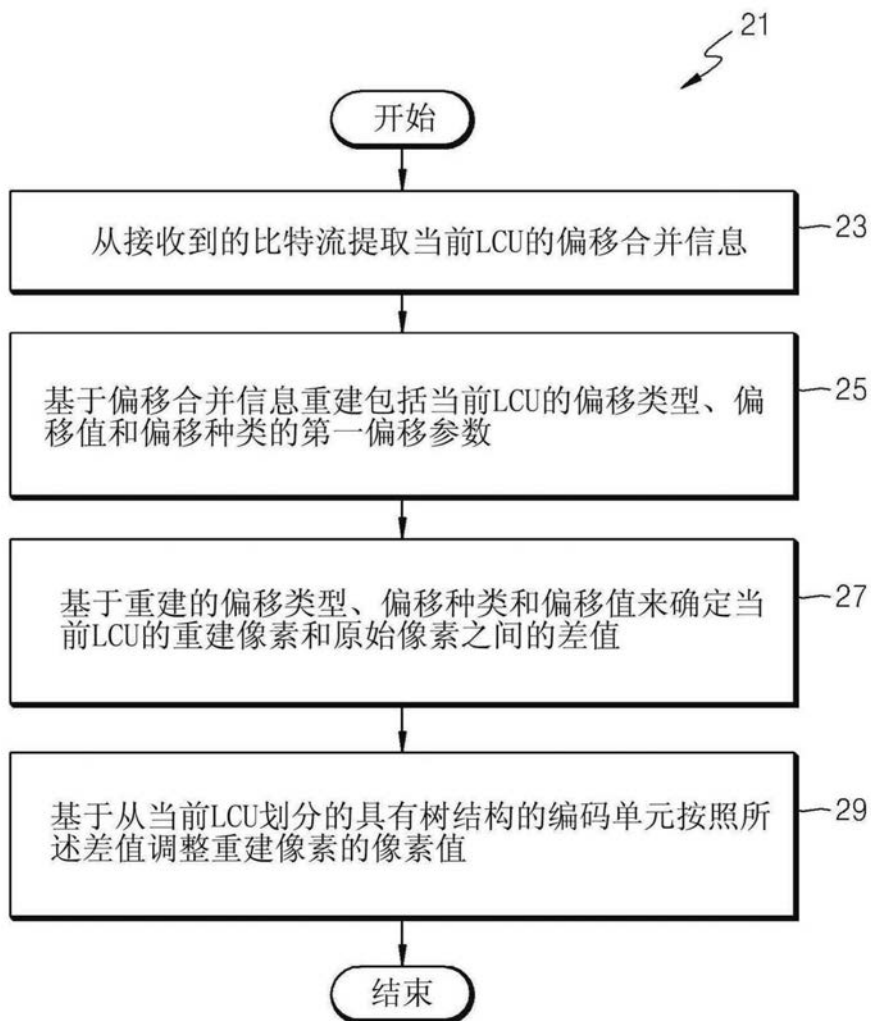 21
开始
从接收到的比特流提取当前LCU的偏移合并信息
23
基于偏移合并信息重建包括当前LCU的偏移类型、偏
移值和偏移种类的第一偏移参数
25
基于重建的偏移类型、偏移种类和偏移值来确定当
前LCU的重建像素和原始像素之间的差值
27
基于从当前LCU划分的具有树结构的编码单元按照所
述差值调整重建像素的像素值
29
结束